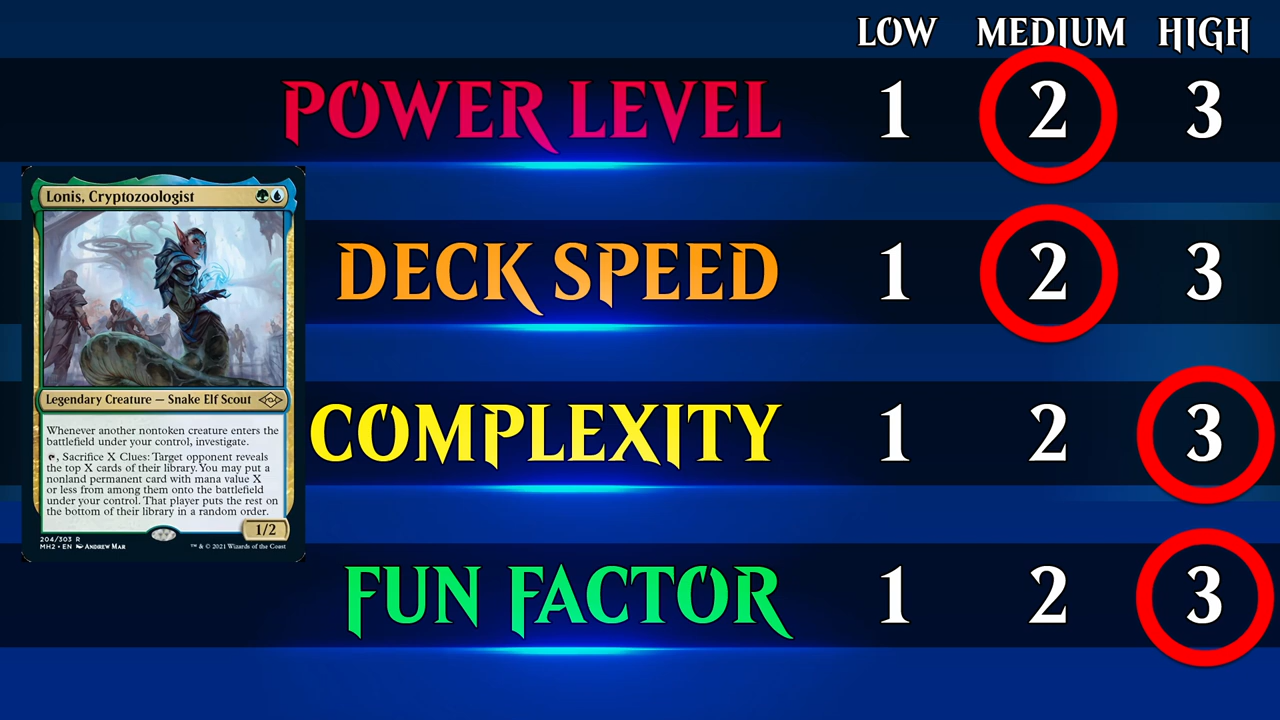 LOW MEDIUM HIGH
POWER LEVEL 1 2 3
Lonis, Cryptozoologist
DECK SPEED 1 2 3
Legendary Creature — Snake Elf Scout
COMPLEXITY 1 2 3
Whenever another nontoken creature enters the
battlefield under your control, investigate.
, Sacrifice X Clues: Target opponent reveals
the top X cards of their library. You may put a
nonland permanent card with mana value X
or less from among them onto the battlefield
under your control. That player puts the rest on
the bottom of their library in a random order.
1/2
204/303 R
MH2 • EN Andrew Mar
™ & © 2021 Wizards of the Coast
FUN FACTOR 1 2 3